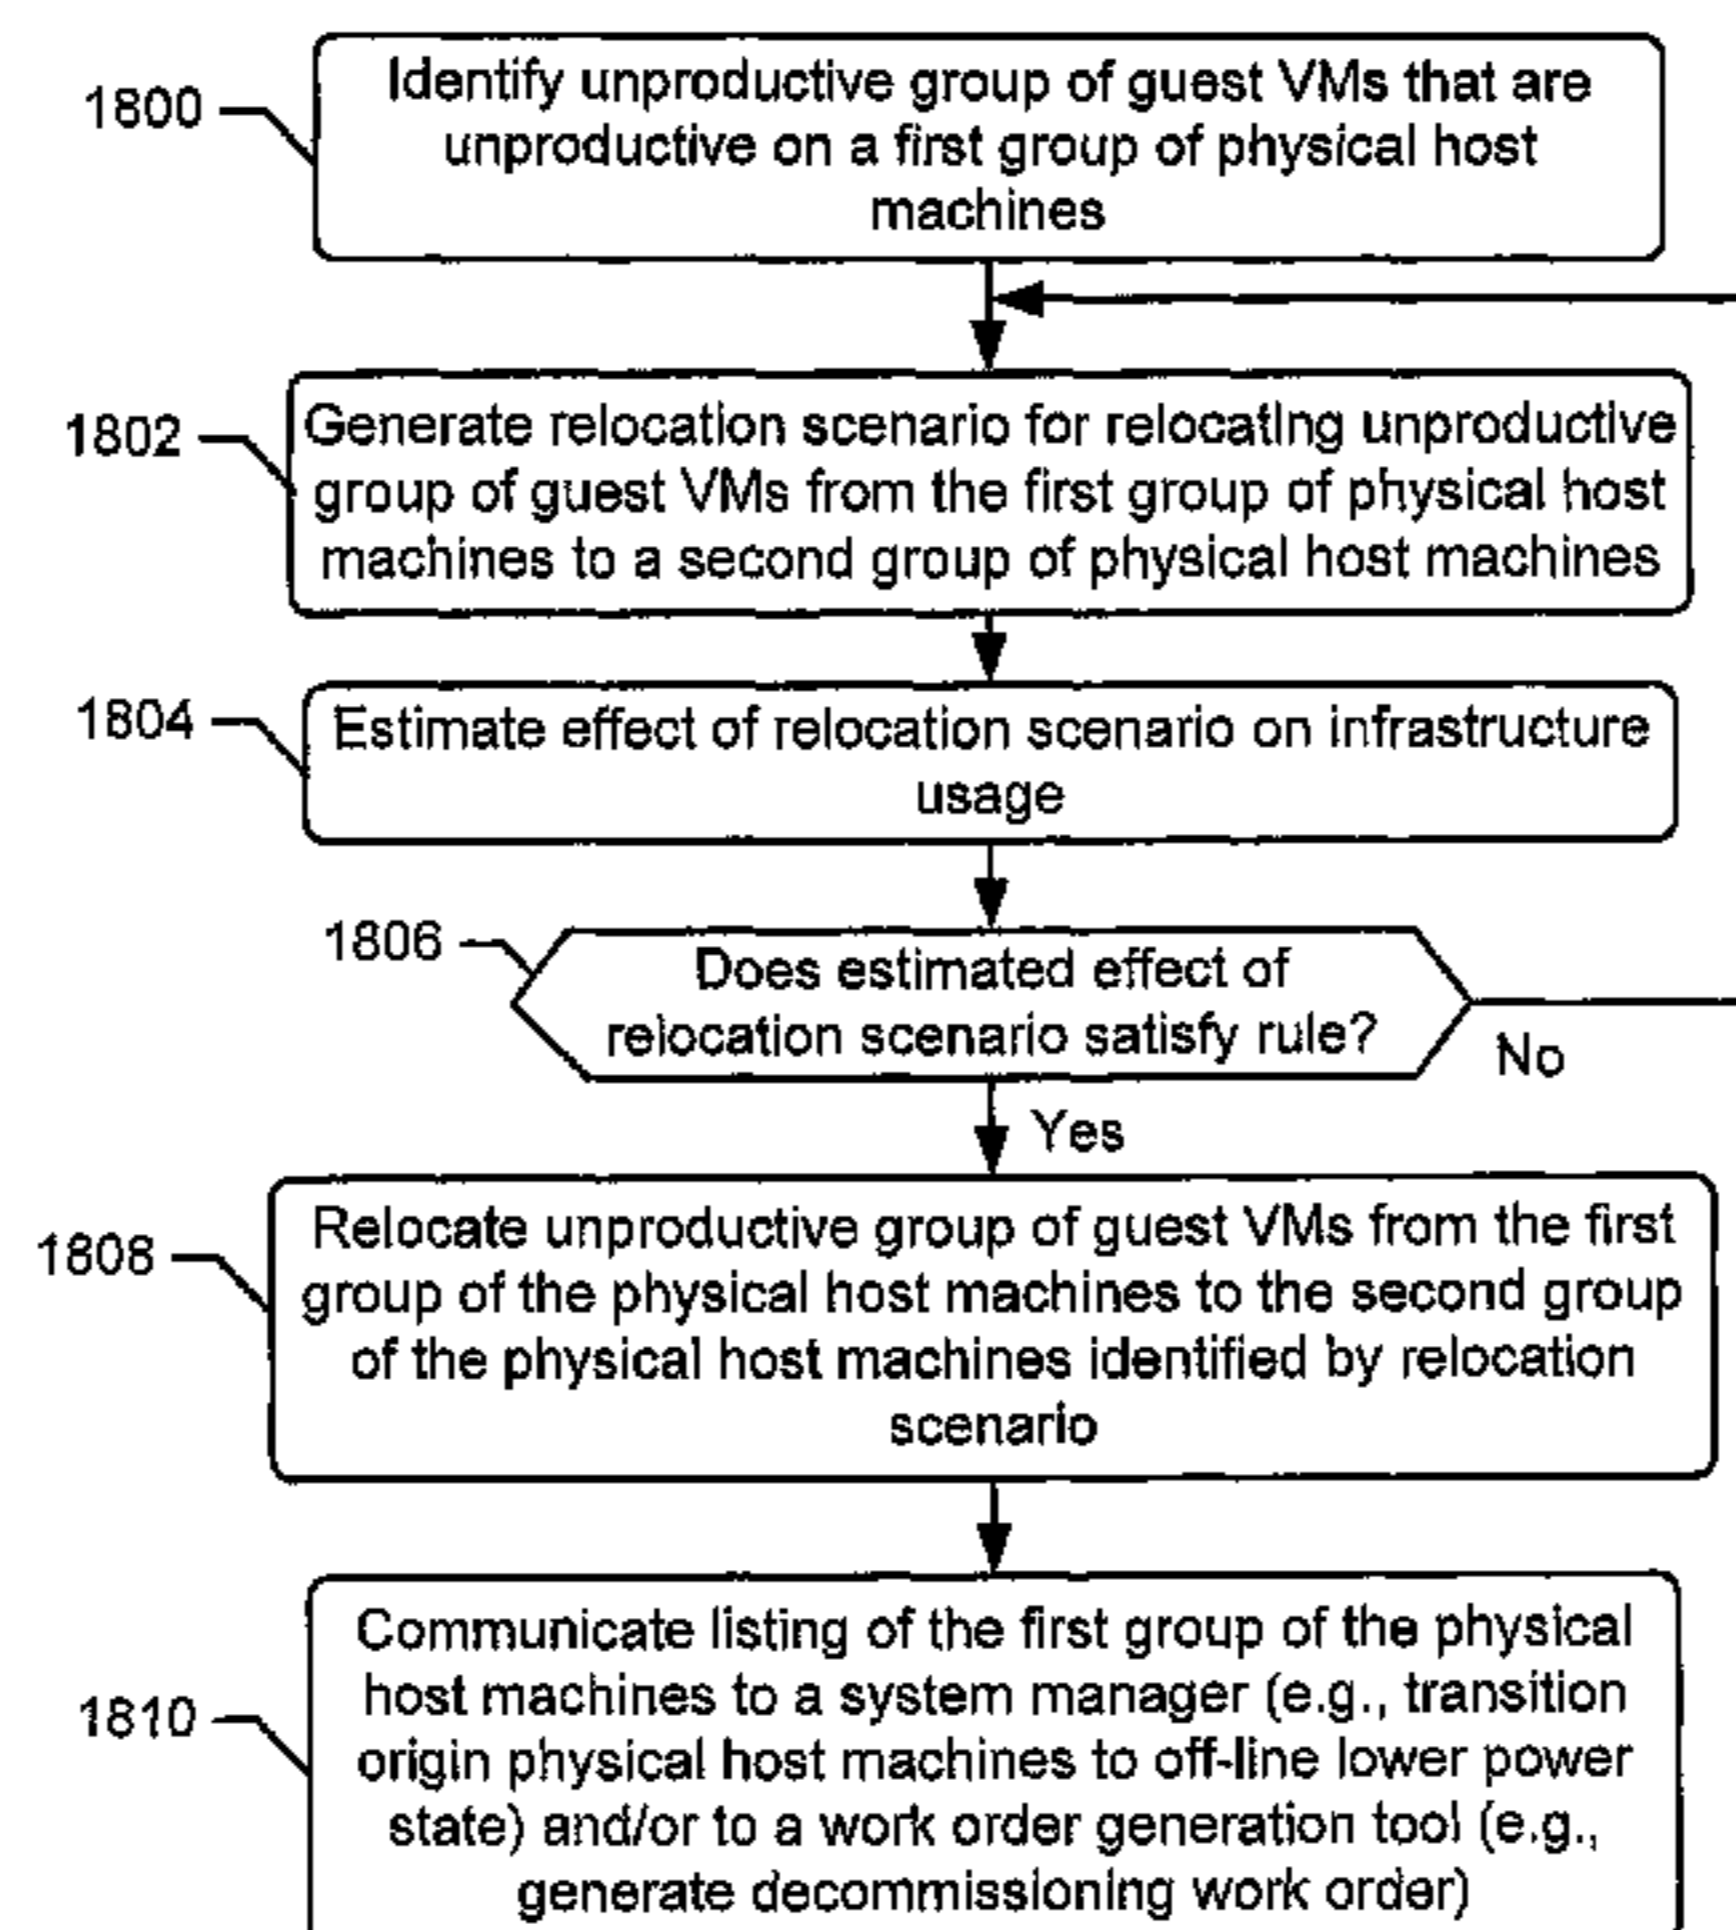 1800
Identify unproductive group of guest VMs that are
unproductive on a first group of physical host
machines
1802
Generate relocation scenario for relocating unproductive
group of guest VMs from the first group of physical host
machines to a second group of physical host machines
1804
Estimate effect of relocation scenario on infrastructure
usage
1806
Does estimated effect of
relocation scenario satisfy rule?
No
Yes
1808
Relocate unproductive group of guest VMs from the first
group of the physical host machines to the second group
of the physical host machines identified by relocation
scenario
1810
Communicate listing of the first group of the physical
host machines to a system manager (e.g., transition
origin physical host machines to off-line lower power
state) and/or to a work order generation tool (e.g.,
generate decommissioning work order)